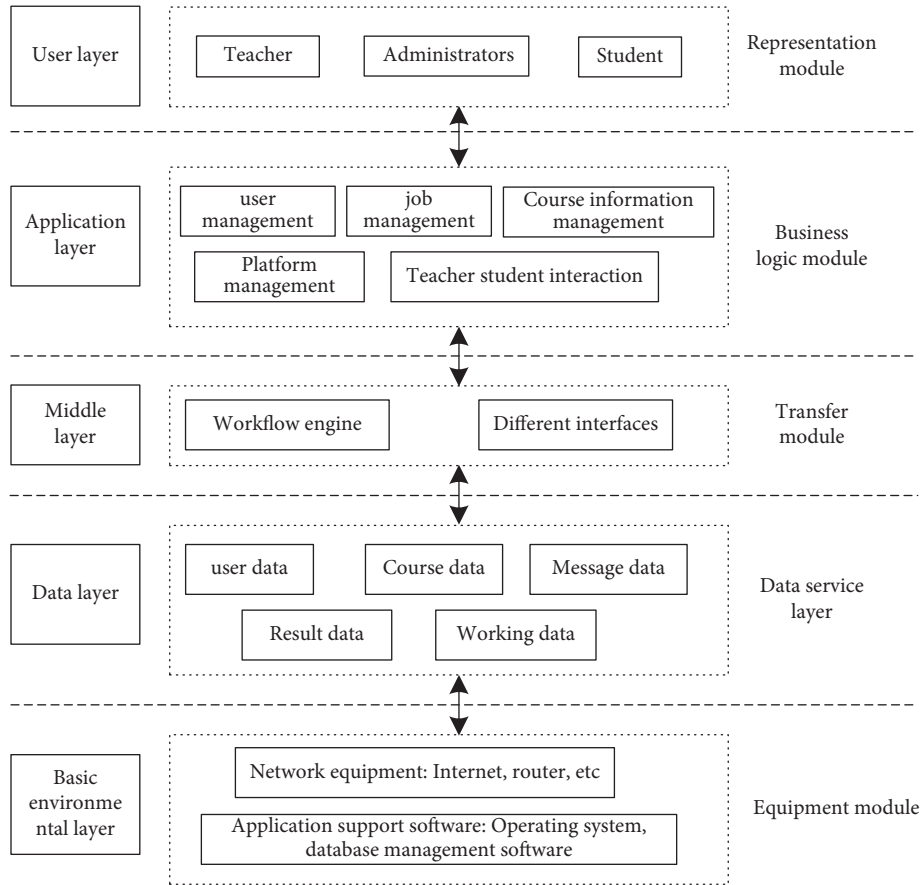 User layer
Teacher
Administrators
Student
Representation
module
Application
layer
user
management
job
management
Course information
management
Platform
management
Teacher student interaction
Business
logic module
Middle
layer
Workflow engine
Different interfaces
Transfer
module
Data layer
user data
Course data
Message data
Result data
Working data
Data service
layer
Basic
environme
ntal layer
Network equipment: Internet, router, etc
Application support software: Operating system,
database management software
Equipment module